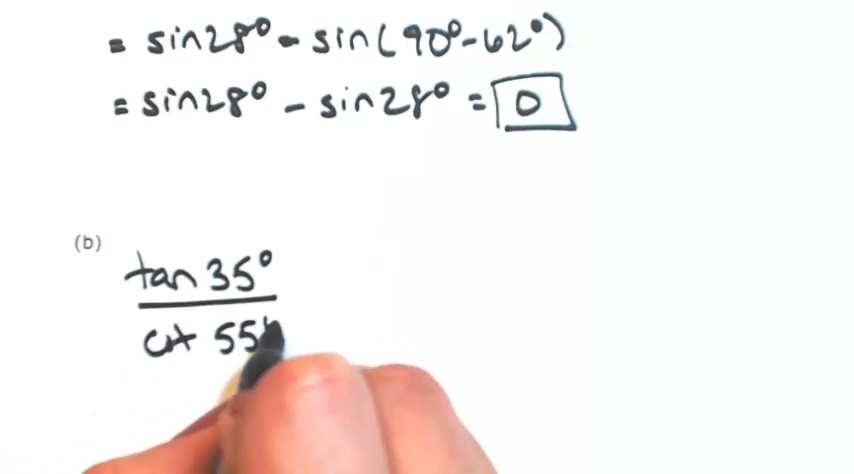 = sin28° - sin(90°-62°)
= sin28° - sin28° = 0
(b)
tan 35°
cot 55